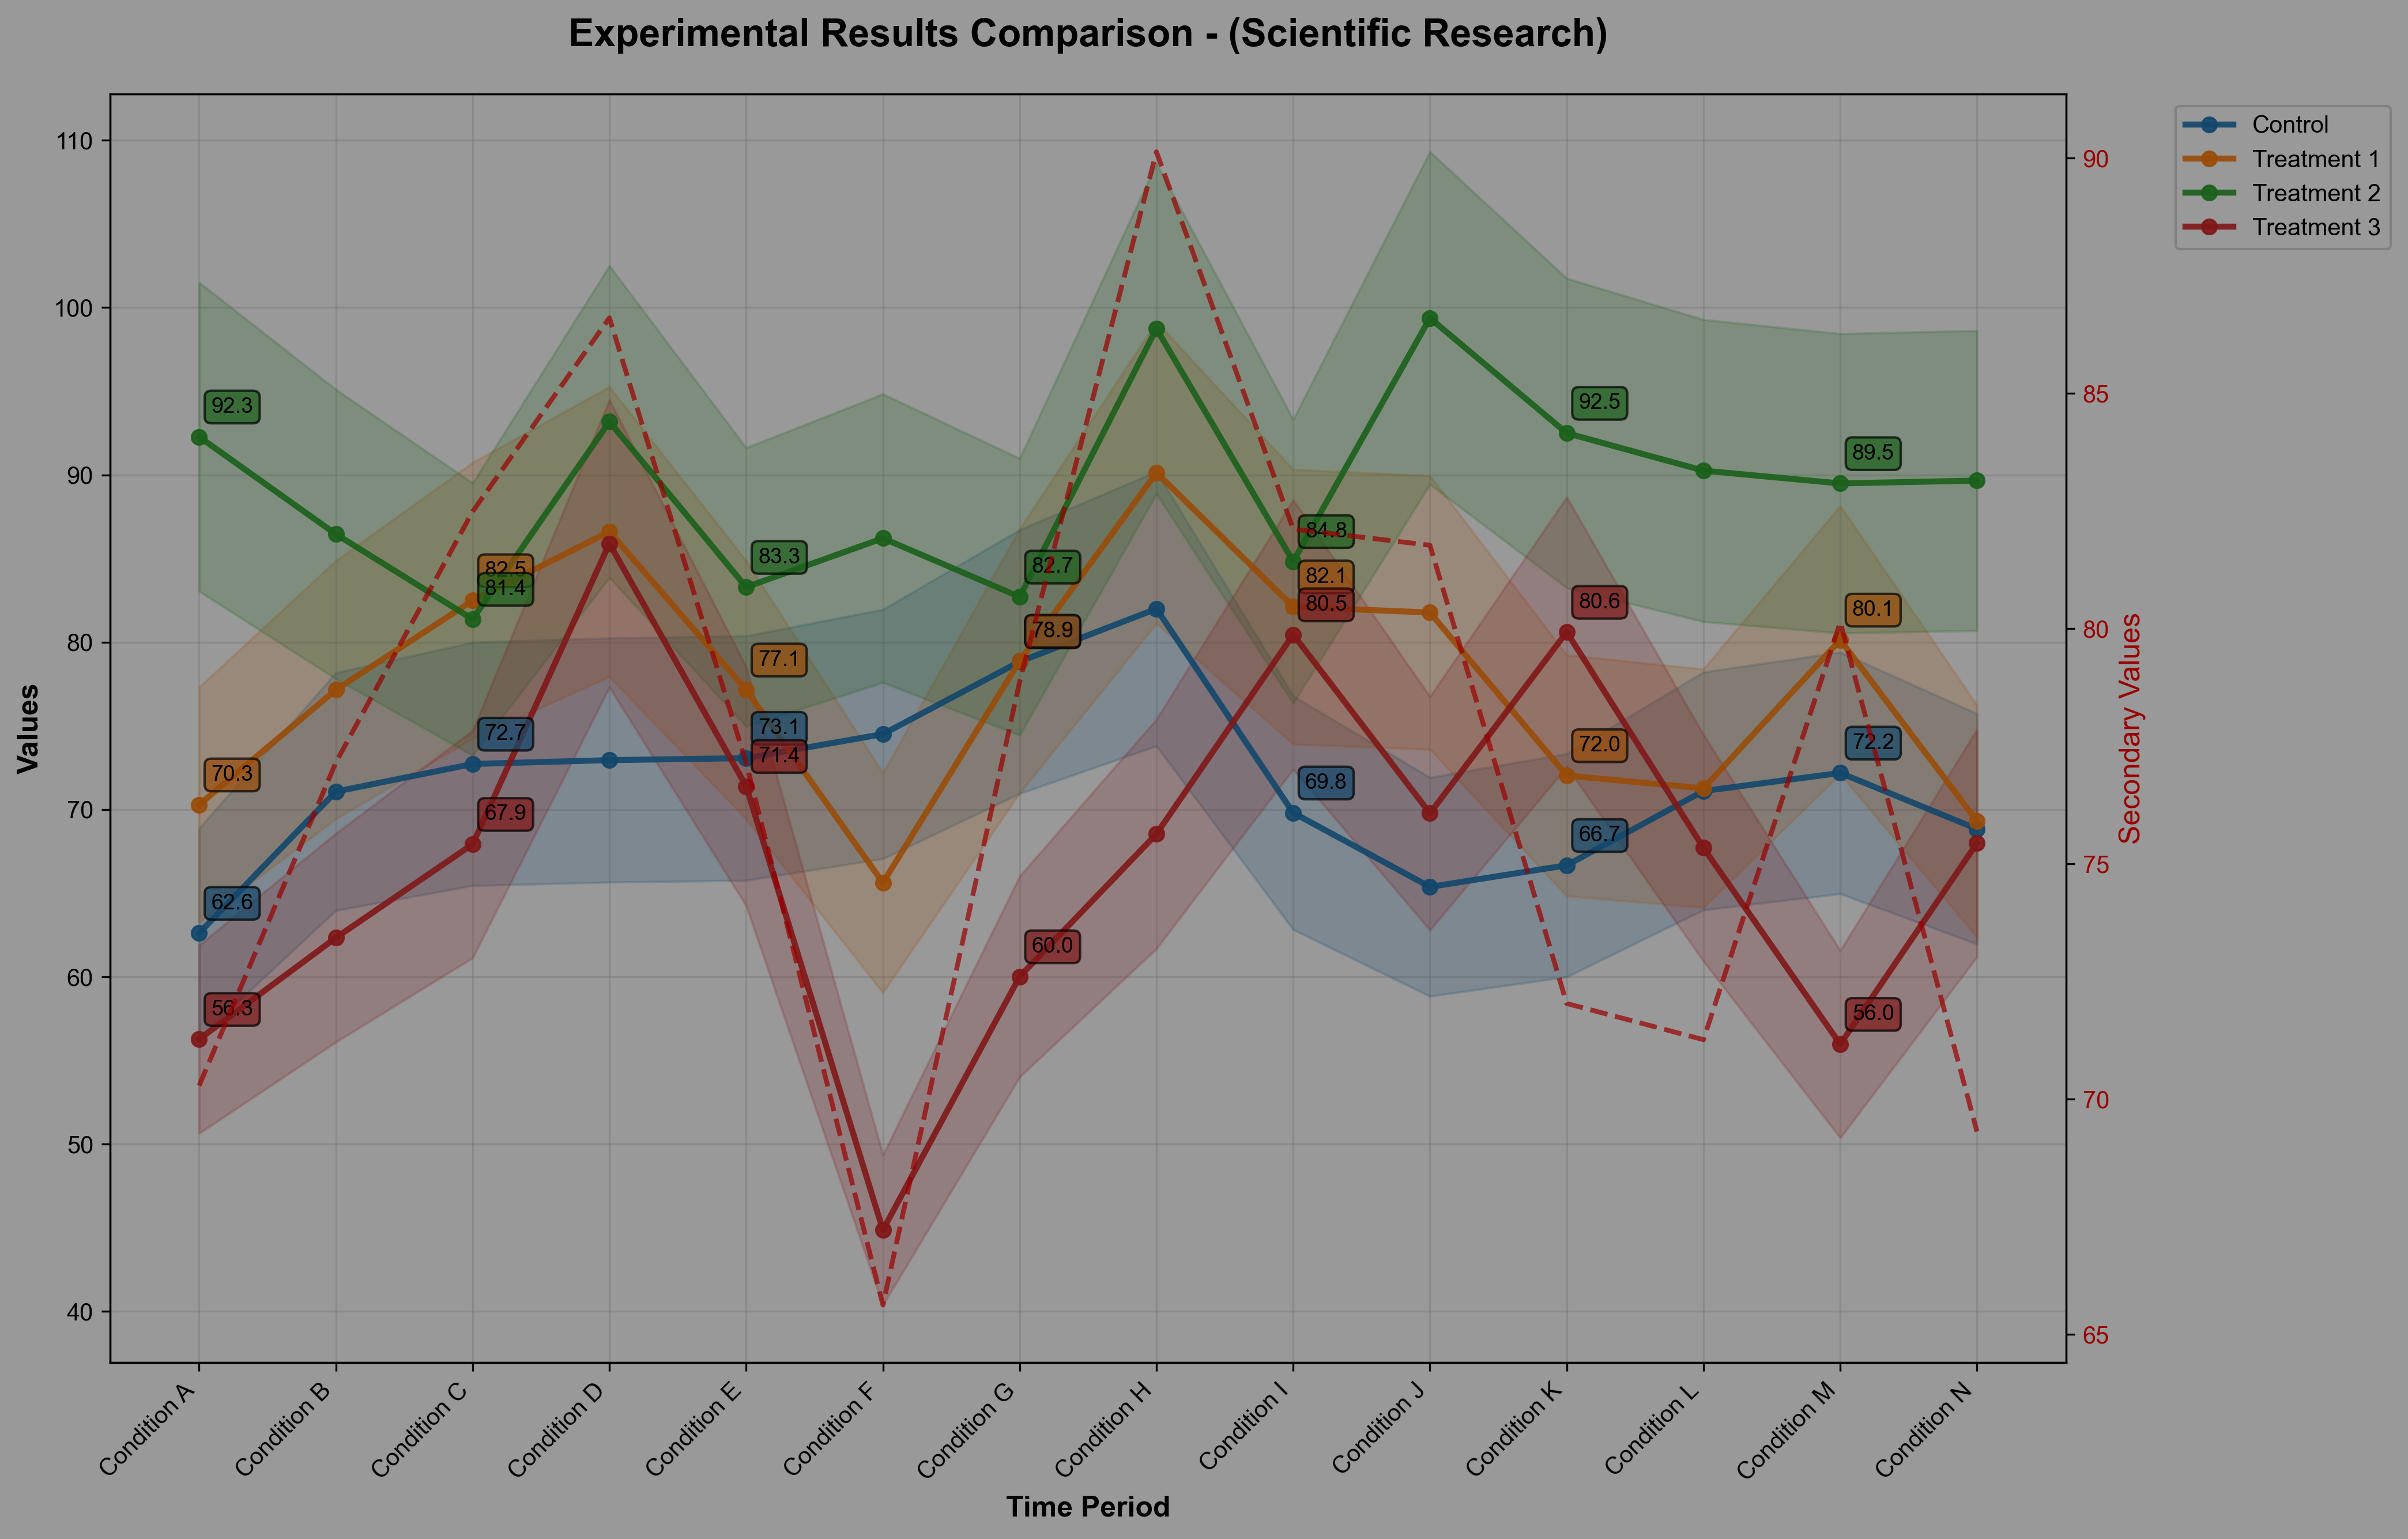 Experimental Results Comparison - (Scientific Research)
Control
Treatment 1
Treatment 2
Treatment 3
Values
110
100
90
80
70
60
50
40
92.3
70.3
62.6
56.3
82.5
81.4
72.7
67.9
83.3
77.1
73.1
71.4
82.7
78.9
60.0
84.8
82.1
80.5
69.8
92.5
80.6
72.0
66.7
89.5
80.1
72.2
56.0
90
85
80
75
70
65
Secondary Values
Condition A
Condition B
Condition C
Condition D
Condition E
Condition F
Condition G
Condition H
Condition I
Condition J
Condition K
Condition L
Condition M
Condition N
Time Period